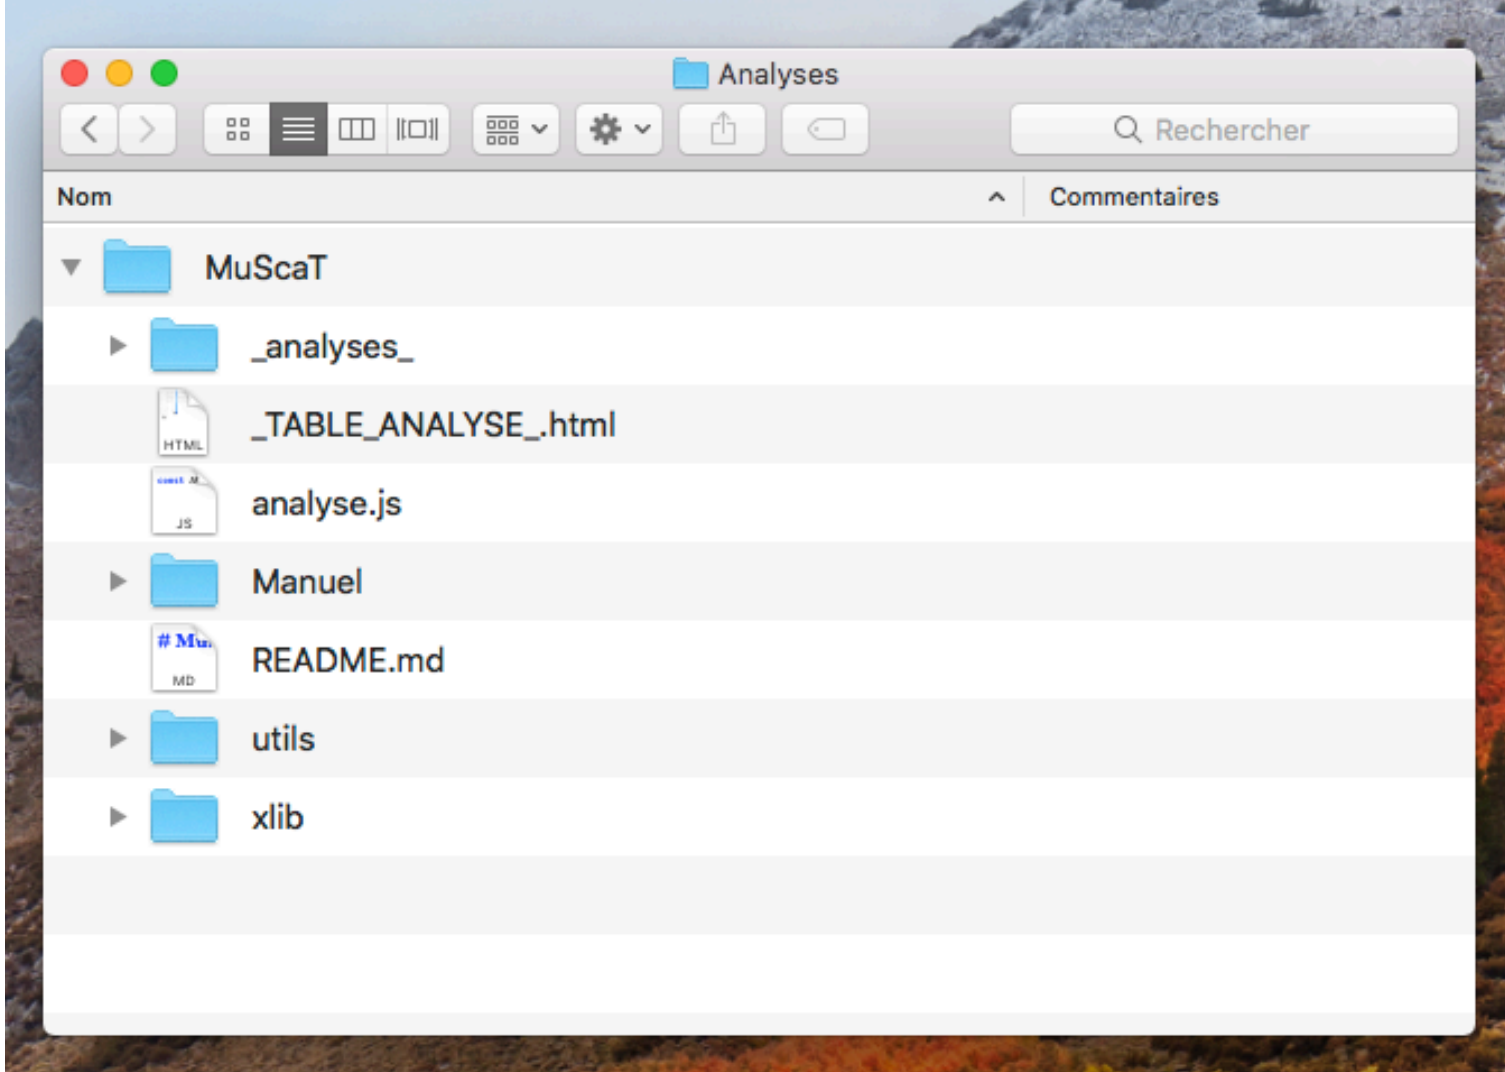 Analyses
Rechercher
Nom
Commentaires
MuScaT
_analyses_
HTML
_TABLE_ANALYSE_.html
const
JS
analyse.js
Manuel
# Mu
MD
README.md
utils
xlib